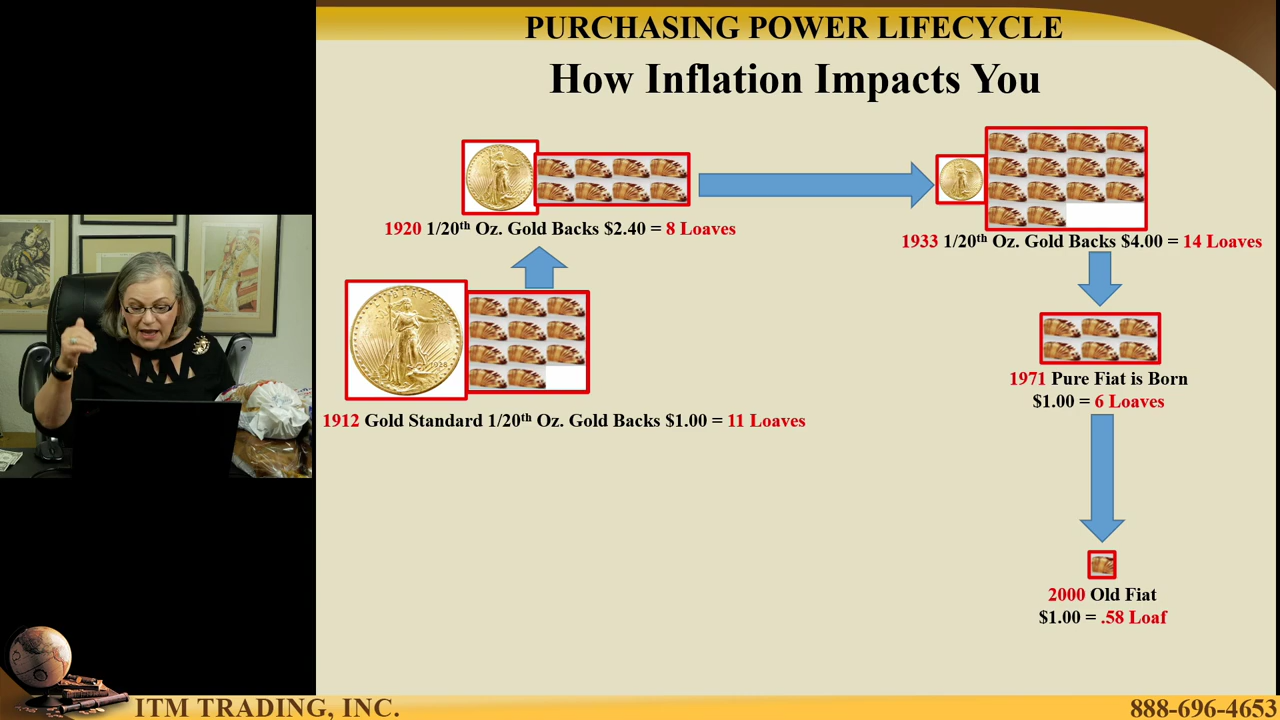 PURCHASING POWER LIFECYCLE
How Inflation Impacts You
1920 1/20th Oz. Gold Backs $2.40 = 8 Loaves
1933 1/20th Oz. Gold Backs $4.00 = 14 Loaves
1912 Gold Standard 1/20th Oz. Gold Backs $1.00 = 11 Loaves
1971 Pure Fiat is Born
$1.00 = 6 Loaves
2000 Old Fiat
$1.00 = .58 Loaf
ITM TRADING, INC.
888-696-4653